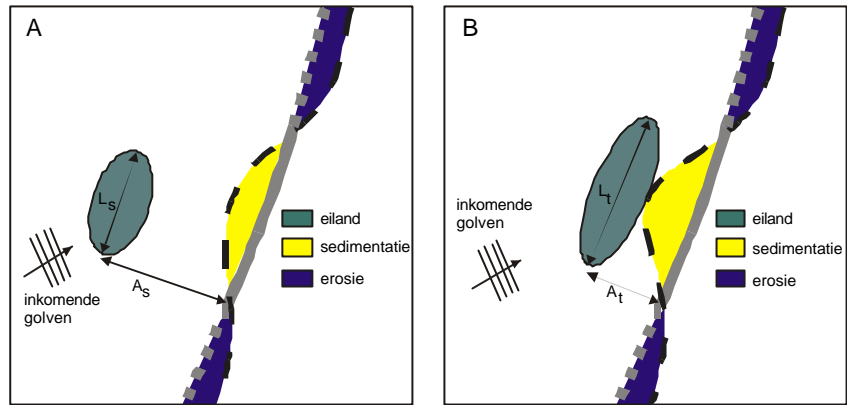 A
Ls
As
inkomende
golven
eiland
sedimentatie
erosie
B
Lt
At
inkomende
golven
eiland
sedimentatie
erosie